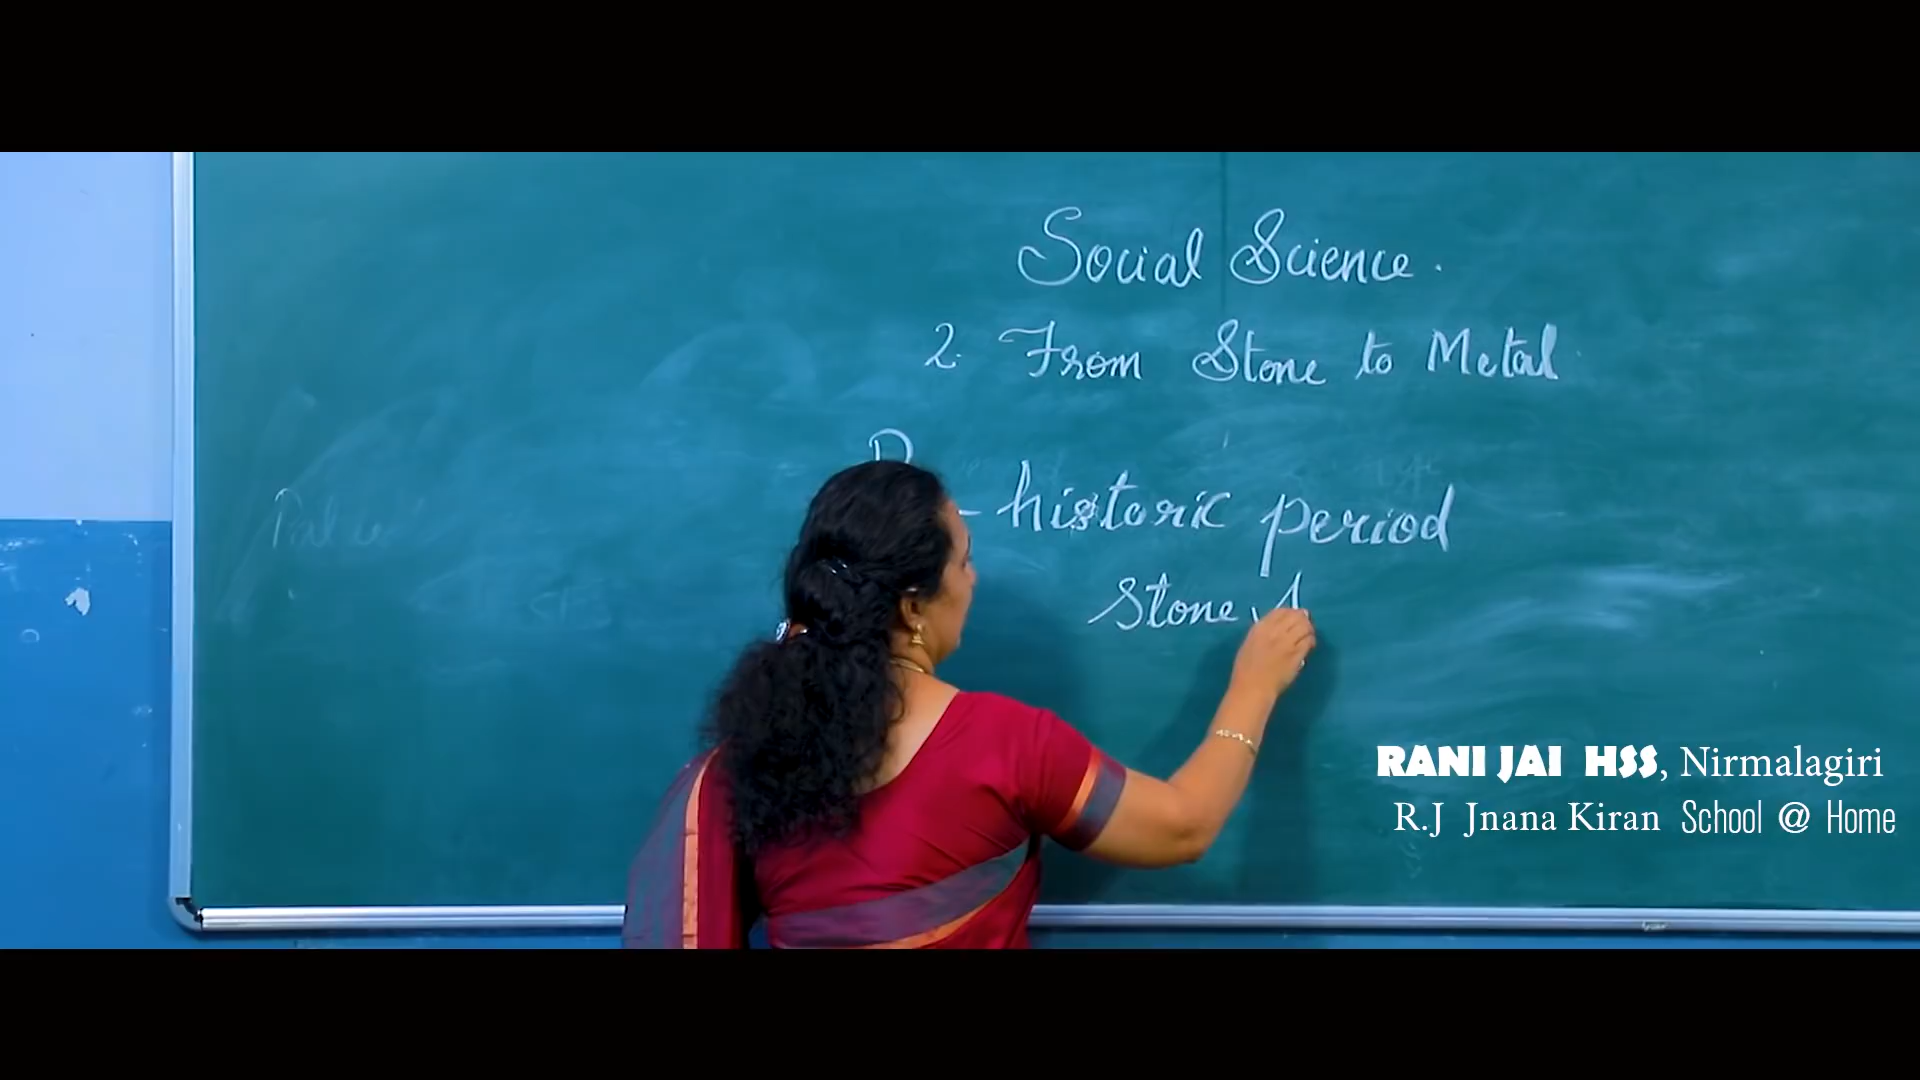 Social Science.
2. From Stone to Metal
- historic period
Stone
RANI JAI HSS, Nirmalagiri
R.J Jnana Kiran School @ Home